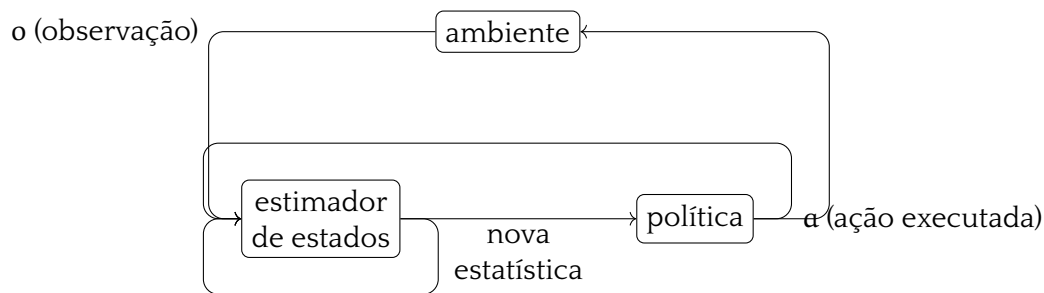 o (observação)
ambiente
estimador
de estados
nova
estatística
política
a (ação executada)